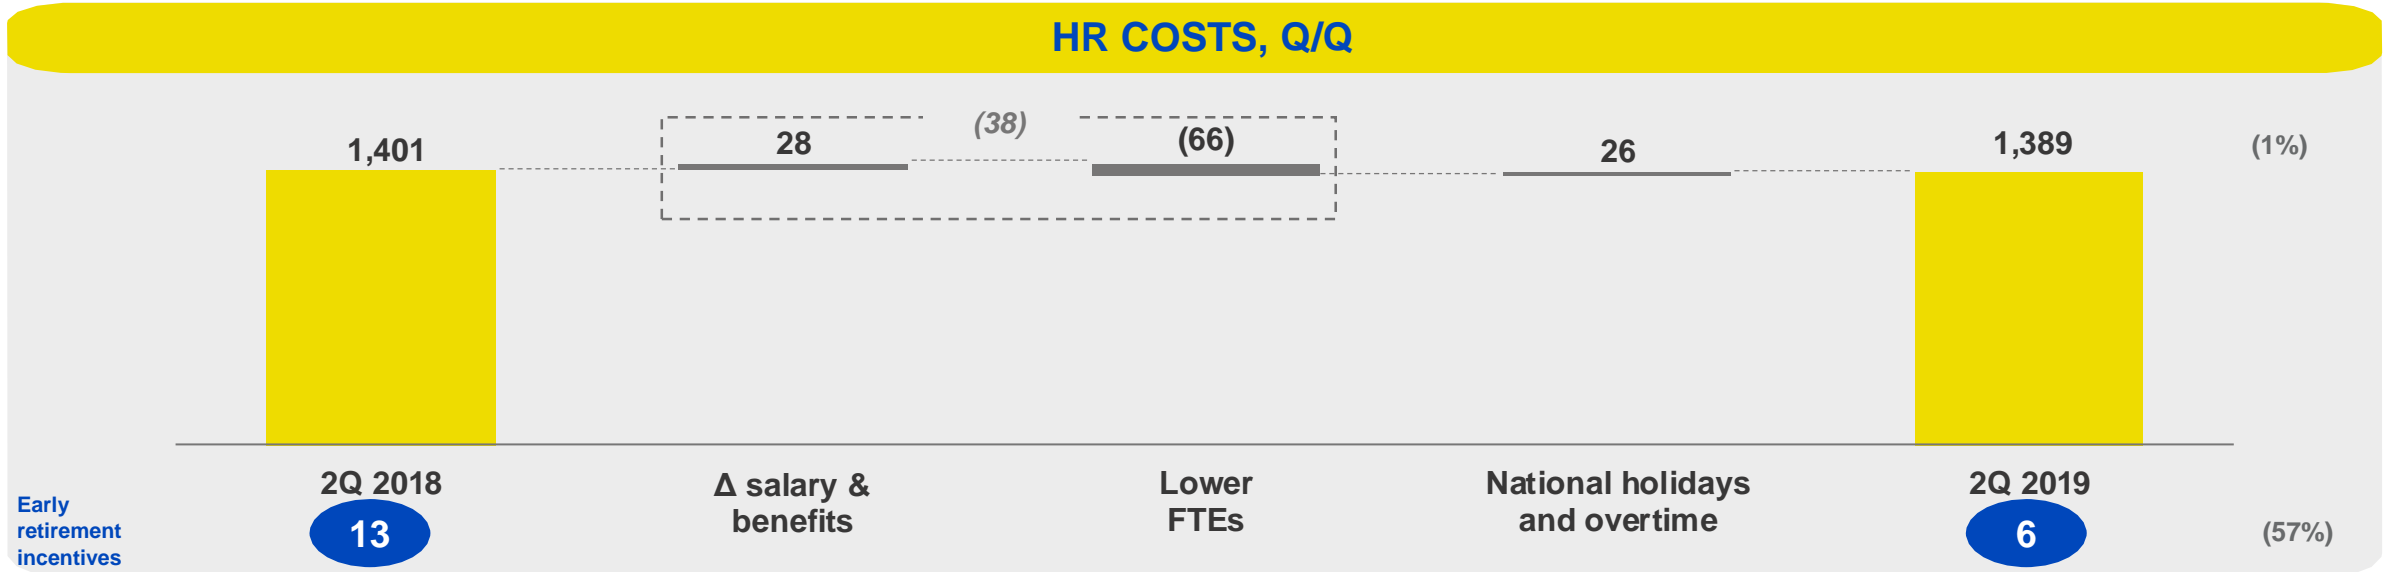 HR COSTS, Q/Q
1,401
28
(38)
(66)
26
1,389
(1%)
2Q 2018
Δ salary &
benefits
Lower
FTEs
National holidays
and overtime
2Q 2019
Early
retirement
incentives
13
6
(57%)